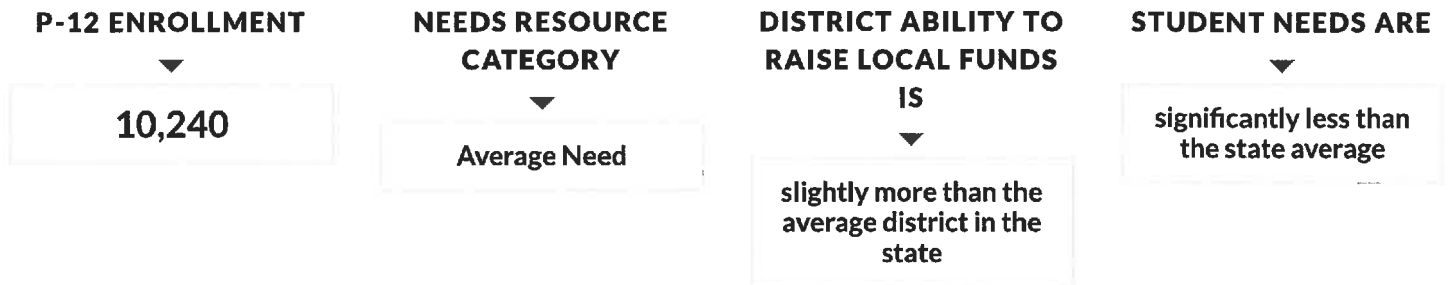 P-12 ENROLLMENT
10,240
NEEDS RESOURCE
CATEGORY
Average Need
DISTRICT ABILITY TO
RAISE LOCAL FUNDS
IS
slightly more than the
average district in the
state
STUDENT NEEDS ARE
significantly less than
the state average